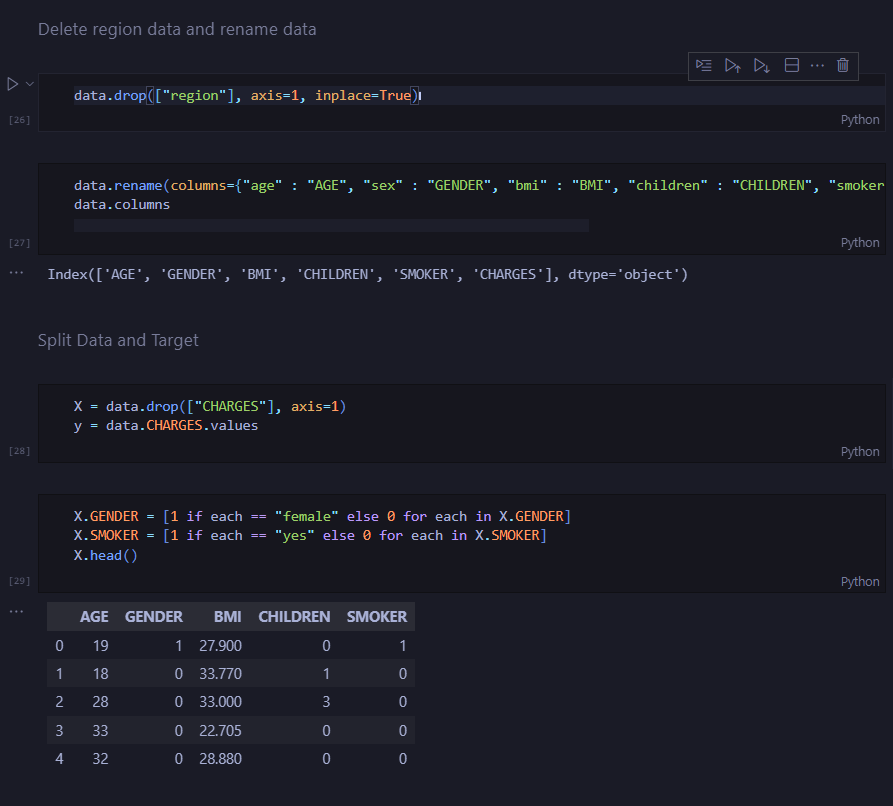 Delete region data and rename data
data.drop(["region"], axis=1, inplace=True)
[26]
Python
data.rename(columns={"age" : "AGE", "sex" : "GENDER", "bmi" : "BMI", "children" : "CHILDREN", "smoker
data.columns
[27]
Python
Index(['AGE', 'GENDER', 'BMI', 'CHILDREN', 'SMOKER', 'CHARGES'], dtype='object')
Split Data and Target
X = data.drop(["CHARGES"], axis=1)
y = data.CHARGES.values
[28]
Python
X.GENDER = [1 if each == "female" else 0 for each in X.GENDER]
X.SMOKER = [1 if each == "yes" else 0 for each in X.SMOKER]
X.head()
[29]
Python
AGE GENDER BMI CHILDREN SMOKER
0 19 1 27.900 0 1
1 18 0 33.770 1 0
2 28 0 33.000 3 0
3 33 0 22.705 0 0
4 32 0 28.880 0 0